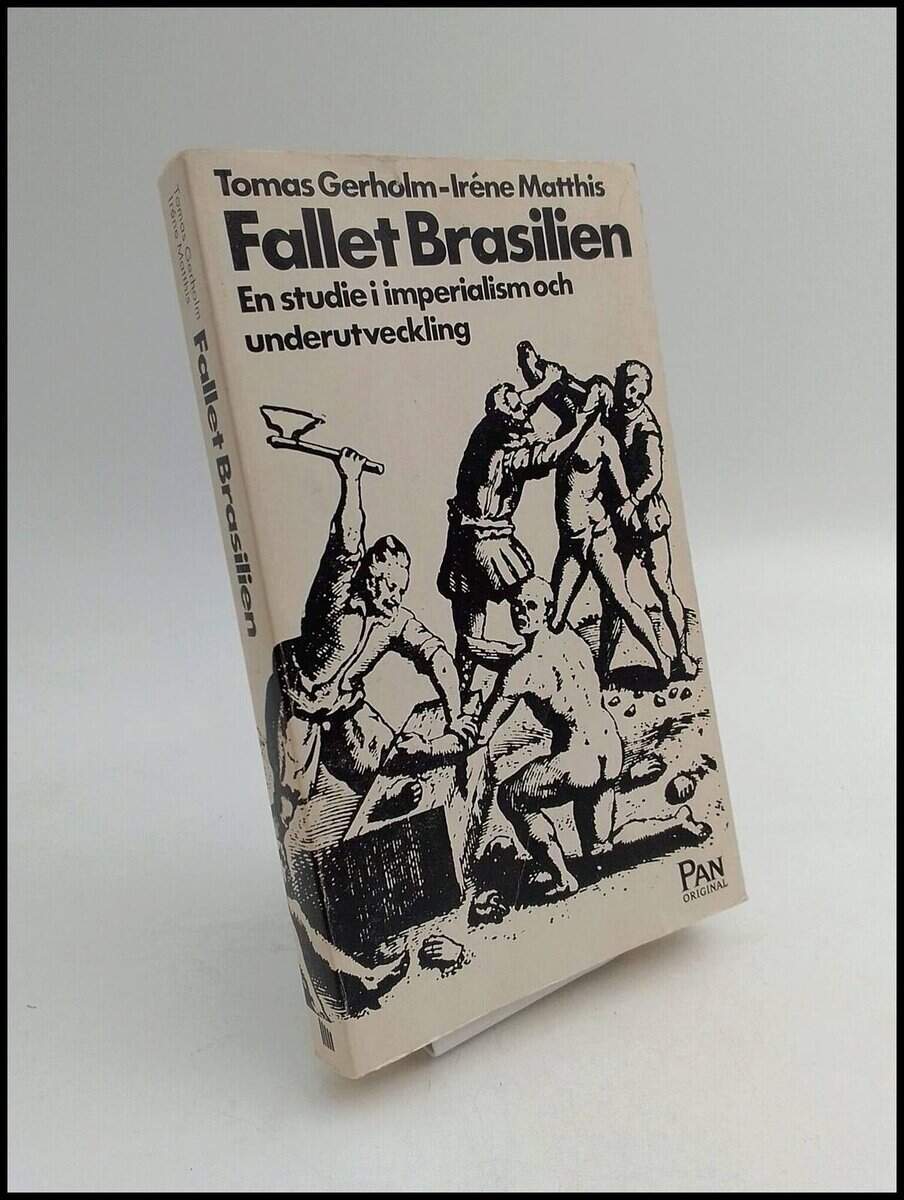 Tomas Gerholm-Iréne Matthis
Fallet Brasilien
En studie i imperialism och
underutveckling
PAN
ORIGINAL
Tomas Gerholm
Iréne Matthis
Fallet Brasilien